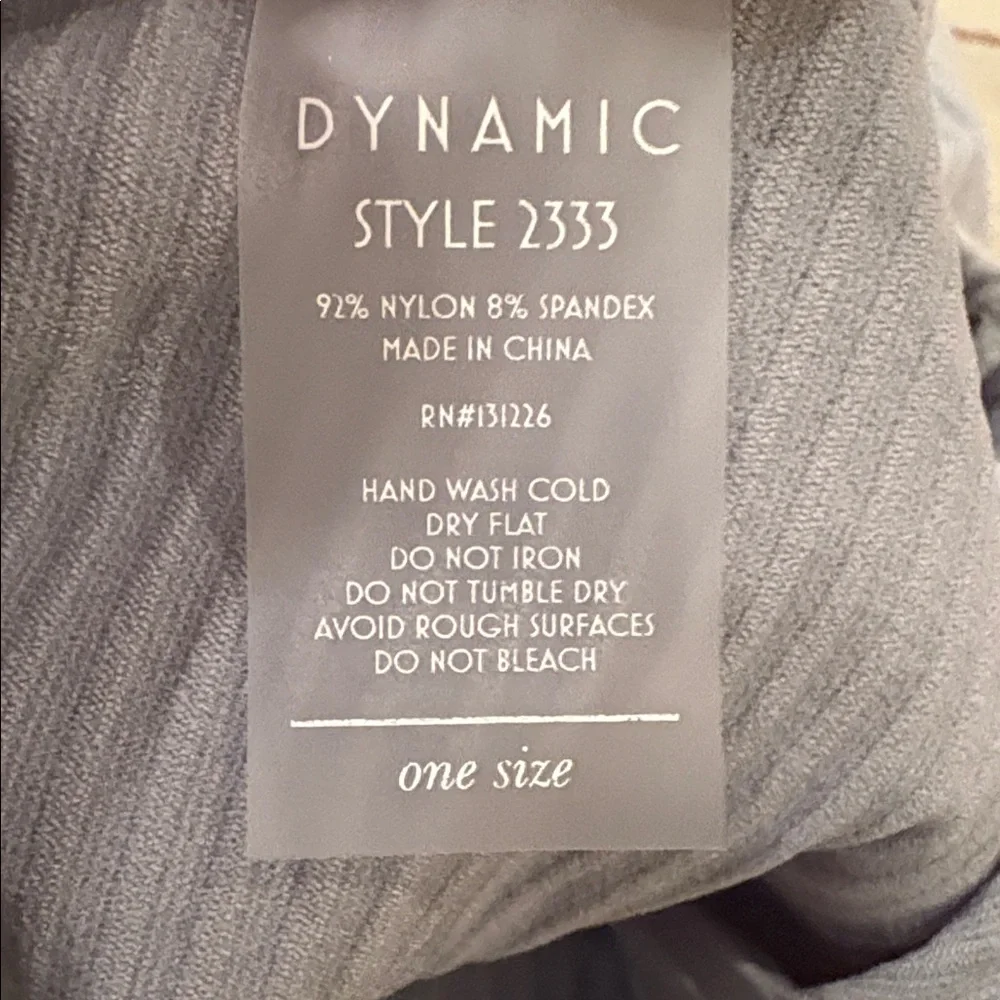 DYNAMIC
STYLE 2333
92% NYLON 8% SPANDEX
MADE IN CHINA
RN#131226
HAND WASH COLD
DRY FLAT
DO NOT IRON
DO NOT TUMBLE DRY
AVOID ROUGH SURFACES
DO NOT BLEACH
one size